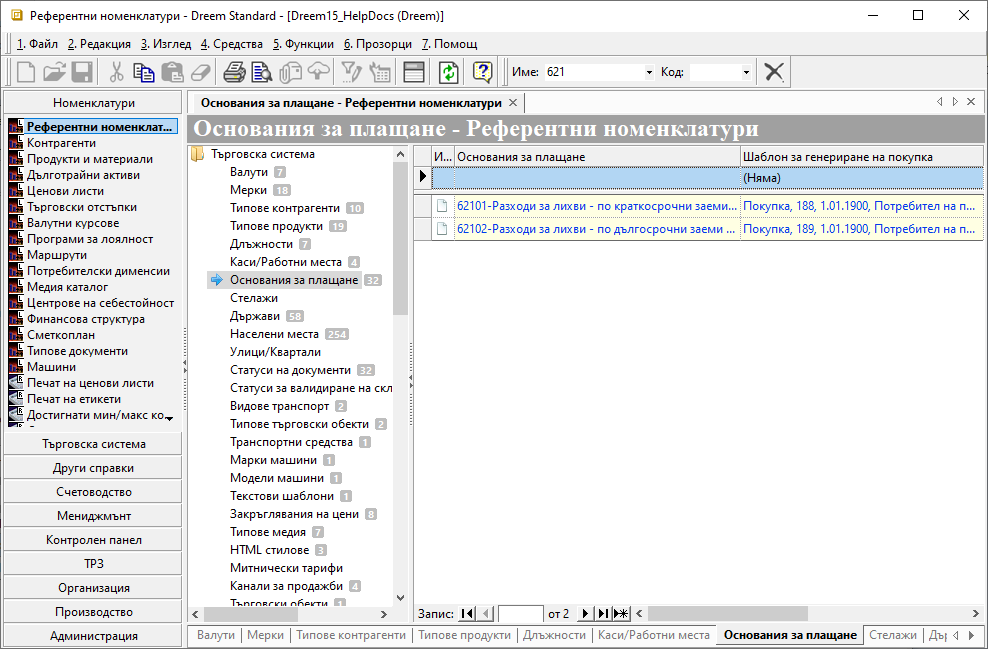 Референтни номенклатури - Dreem Standard - [Dreem15_HelpDocs (Dreem)]
1. Файл 2. Редакция 3. Изглед 4. Средства 5. Функции 6. Прозорци 7. Помощ
Име: 621 Код:
Номенклатури
Референтни номенклат...
Контрагенти
Продукти и материали
Дълготрайни активи
Ценови листи
Търговски отстъпки
Валутни курсове
Програми за лоялност
Маршрути
Потребителски дименсии
Медия каталог
Центрове на себестойност
Финансова структура
Сметкоплан
Типове документи
Машини
Печат на ценови листи
Печат на етикети
Достигнати мин/макс ко...
Търговска система
Други справки
Счетоводство
Мениджмънт
Контролен панел
ТРЗ
Организация
Производство
Администрация
Основания за плащане - Референтни номенклатури
Основания за плащане - Референтни номенклатури
Търговска система
Валути 7
Мерки 18
Типове контрагенти 10
Типове продукти 19
Длъжности 7
Каси/Работни места 4
Основания за плащане 32
Стелажи
Държави 58
Населени места 254
Улици/Квартали
Статуси на документи 32
Статуси за валидиране на скл
Видове транспорт 2
Типове търговски обекти 2
Транспортни средства 1
Марки машини 1
Модели машини 1
Текстови шаблони 1
Закръглявания на цени 8
Типове медия 7
HTML стилове 3
Митнически тарифи
Канали за продажби 4
Търговски обекти 1
И... Основания за плащане Шаблон за генериране на покупка
(Няма)
62101-Разходи за лихви - по краткосрочни заеми... Покупка, 188, 1.01.1900, Потребител на п...
62102-Разходи за лихви - по дългосрочни заеми ... Покупка, 189, 1.01.1900, Потребител на п...
Запис: от 2
Валути Мерки Типове контрагенти Типове продукти Длъжности Каси/Работни места Основания за плащане Стелажи Дър